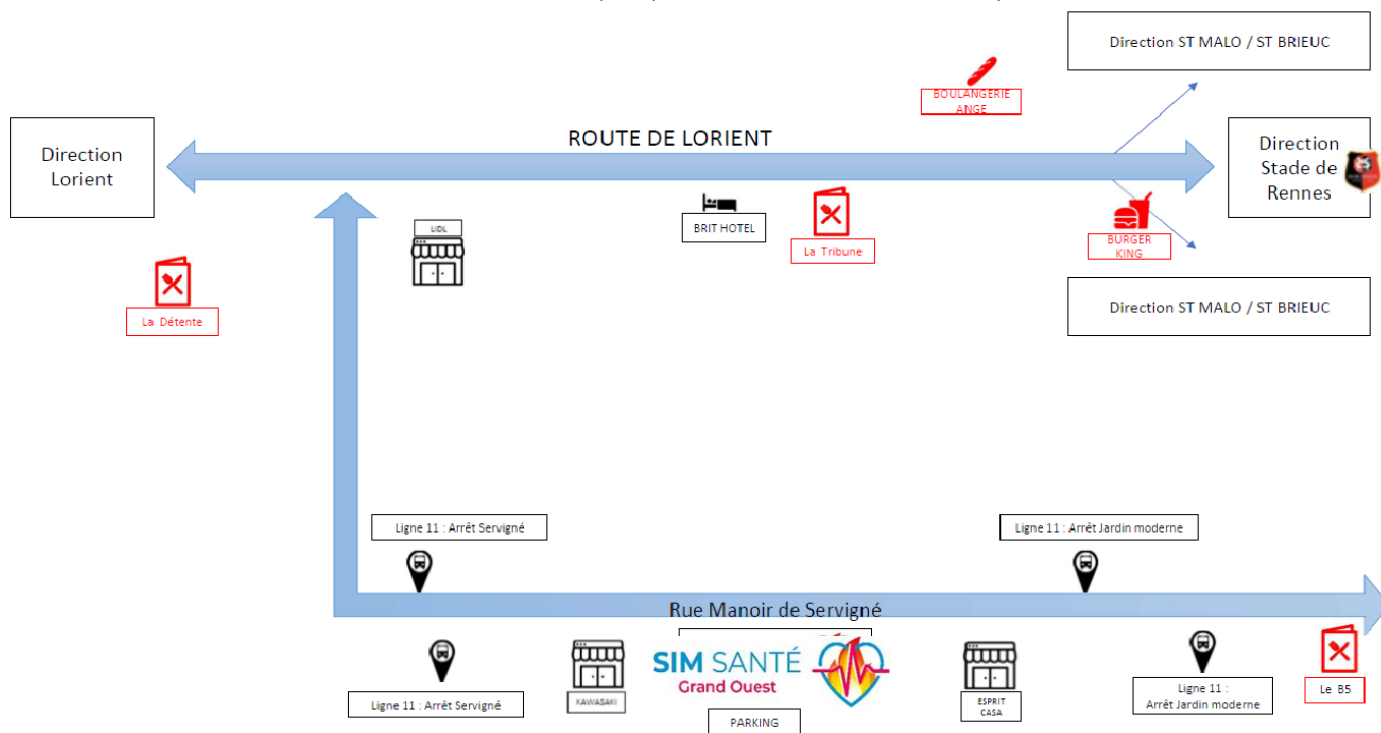 Direction ST MALO / ST BRIEUC
BOULANGERIE
ANGE
ROUTE DE LORIENT
Direction
Lorient
Direction
Stade de
Rennes
LIDL
BRIT HOTEL
La Tribune
BURGER
KING
La Détente
Direction ST MALO / ST BRIEUC
Ligne 11 : Arrêt Servigné
Ligne 11 : Arrêt Jardin moderne
Rue Manoir de Servigné
SIM SANTÉ
Grand Ouest
Ligne 11 : Arrêt Servigné
KAWASAKI
PARKING
ESPRIT
CASA
Ligne 11 :
Arrêt Jardin moderne
Le B5